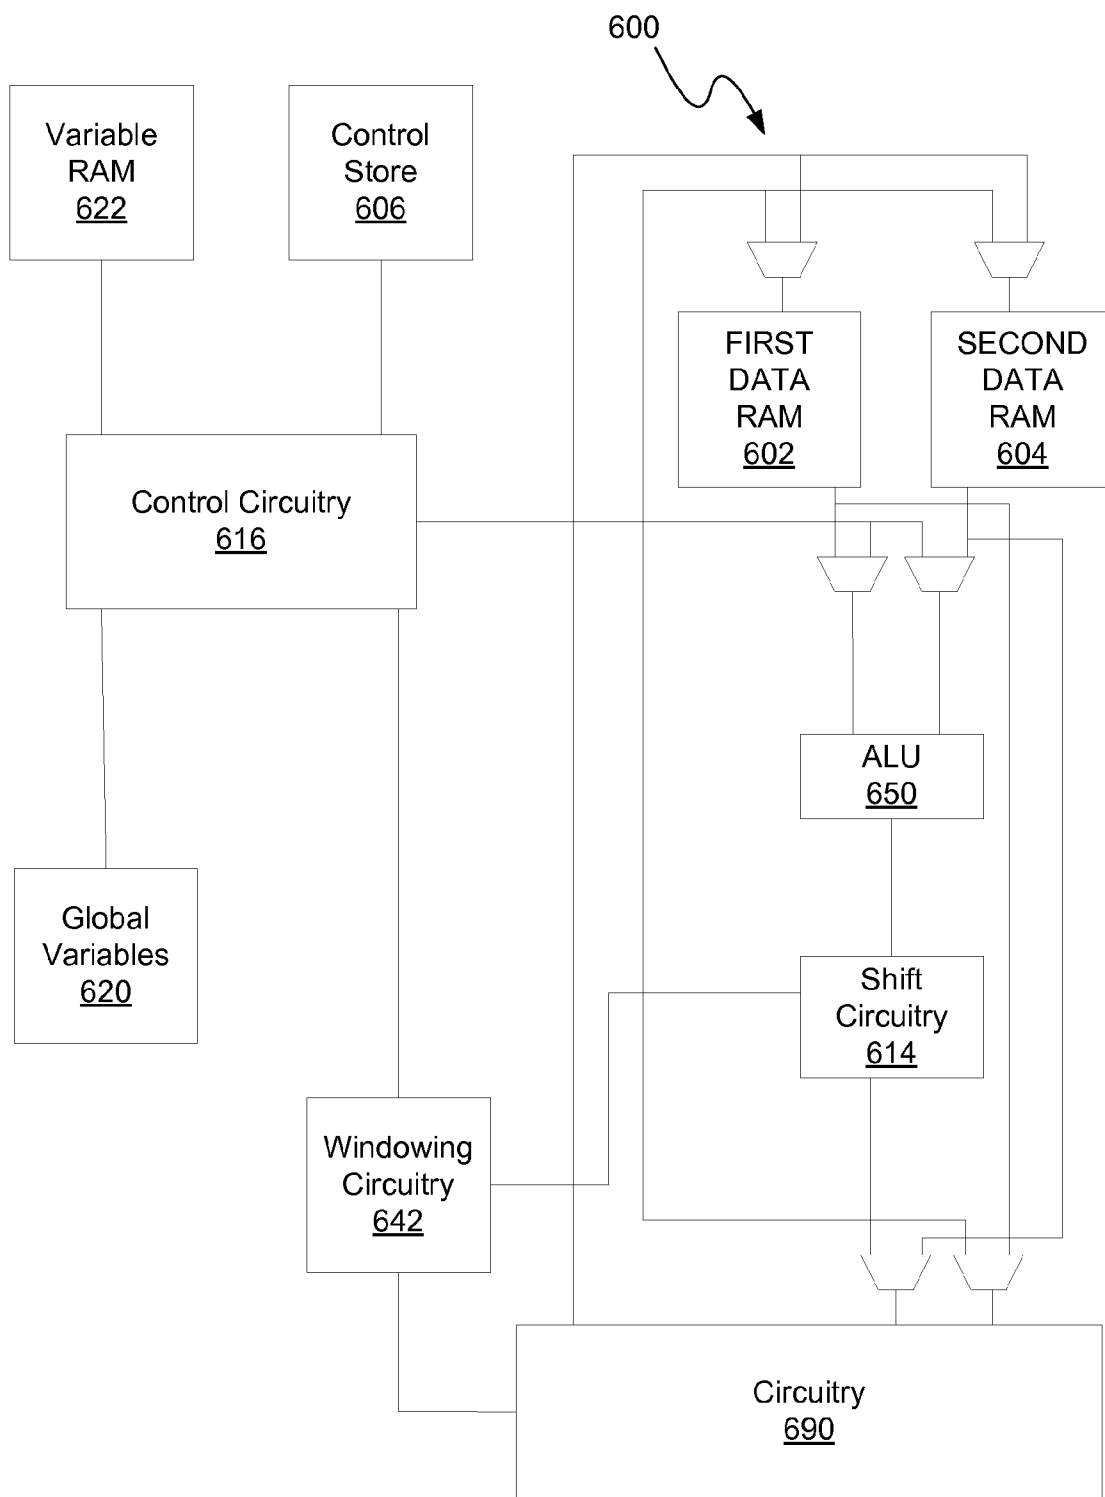 600
Variable
RAM
622
Control
Store
606
FIRST
DATA
RAM
602
SECOND
DATA
RAM
604
Control Circuitry
616
ALU
650
Global
Variables
620
Shift
Circuitry
614
Windowing
Circuitry
642
Circuitry
690